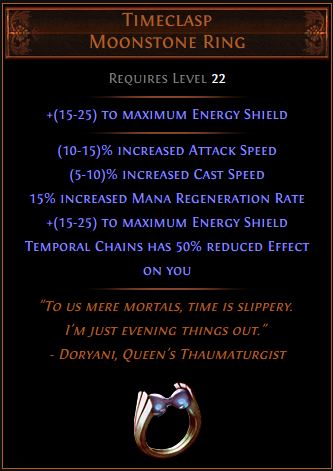 Timeclasp
Moonstone Ring
Requires Level 22
+(15-25) to maximum Energy Shield
(10-15)% increased Attack Speed
(5-10)% increased Cast Speed
15% increased Mana Regeneration Rate
+(15-25) to maximum Energy Shield
Temporal Chains has 50% reduced Effect
on you
"To us mere mortals, time is slippery.
I'm just evening things out."
- Doryani, Queen's Thaumaturgist